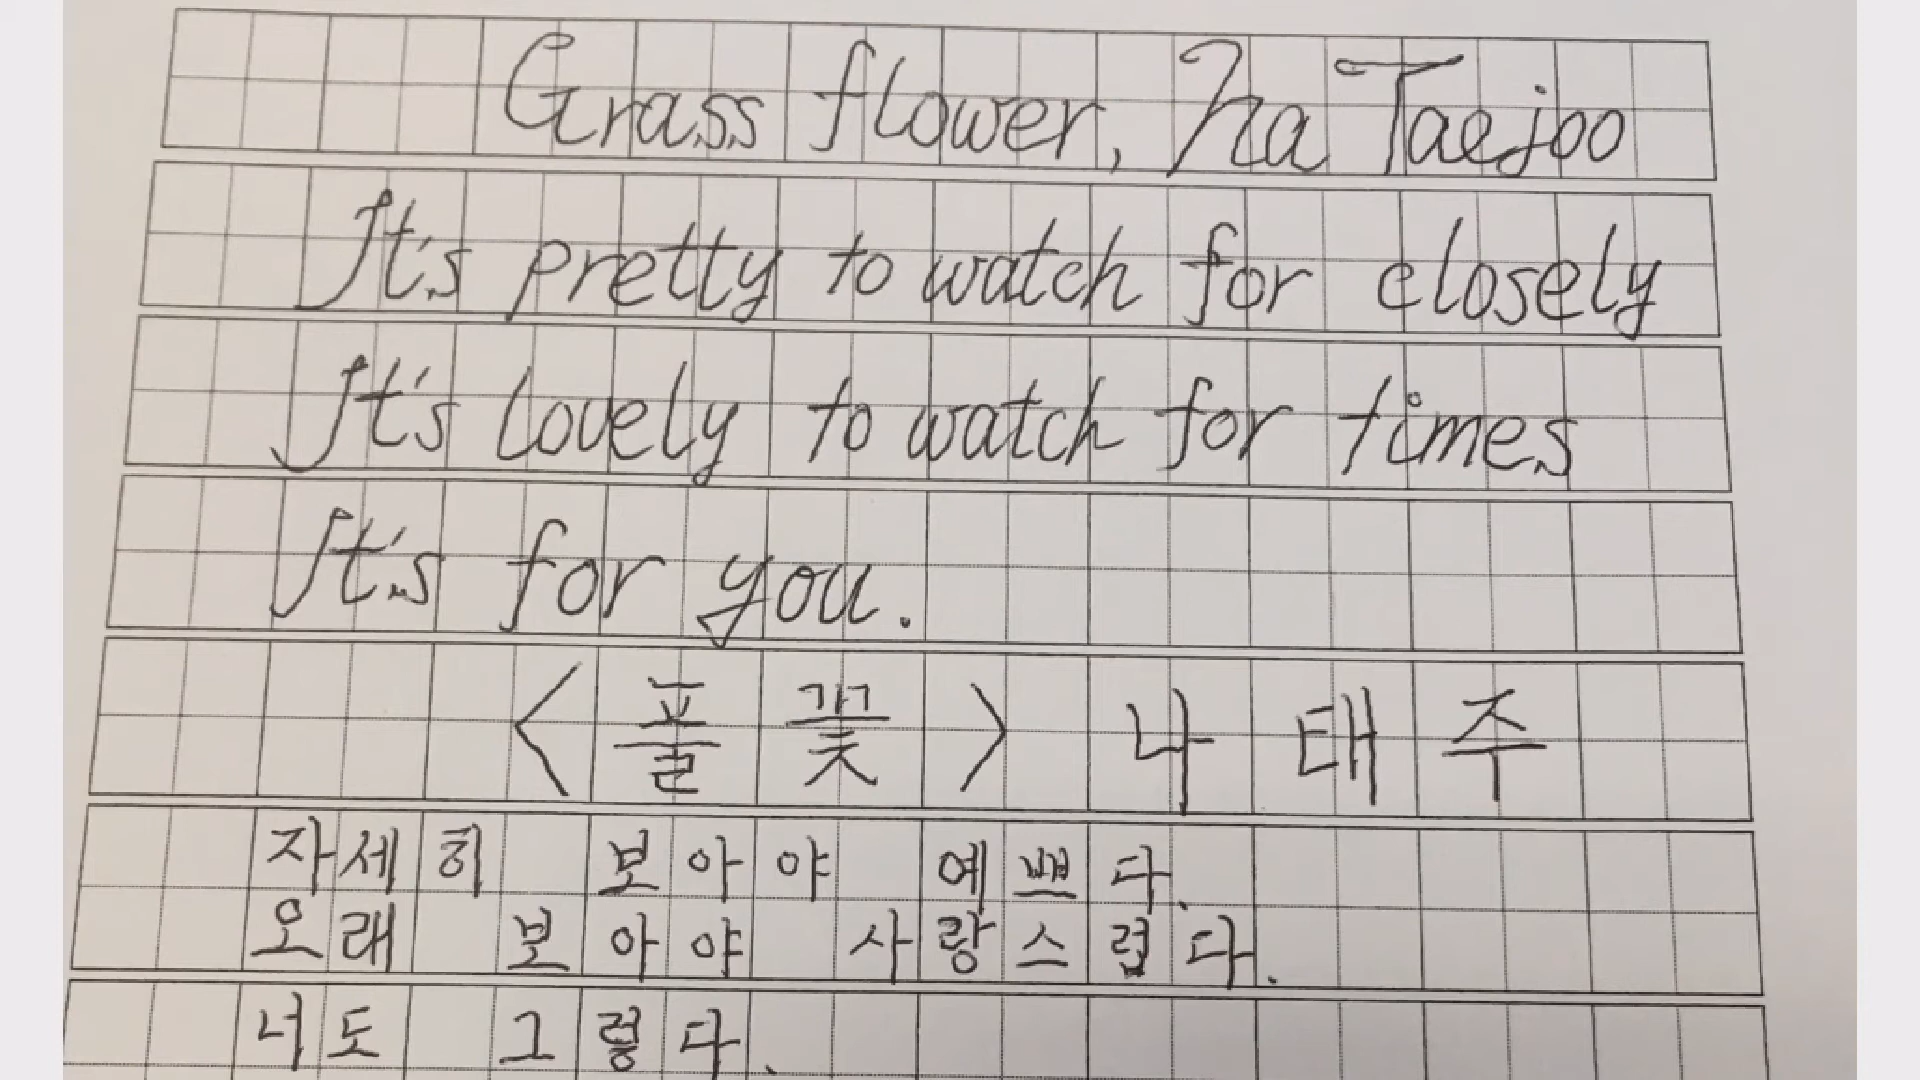 Grass flower, Na Taejoo
It's pretty to watch for closely
It's lovely to watch for times
It's for you.
<풀꽃> 나태주
자세히 보아야 예쁘다.
오래 보아야 사랑스럽다.
너도 그렇다.